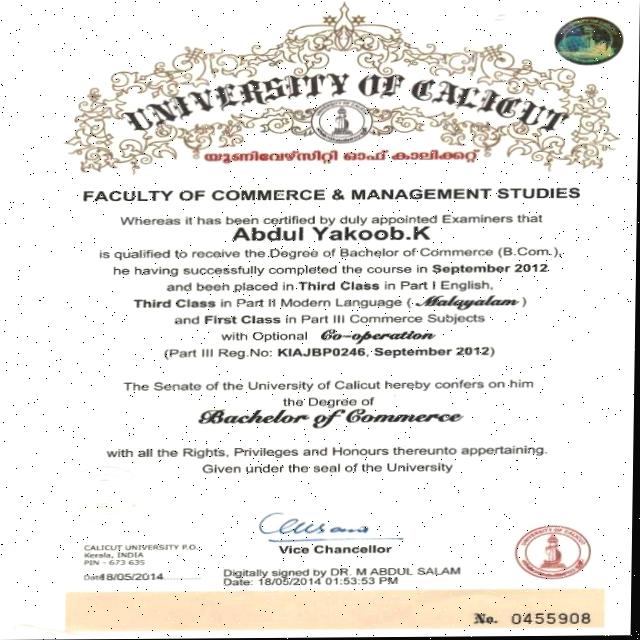 UNIVERSITY OF CALICUT
യൂണിവേഴ്സിറ്റി ഓഫ് കാലിക്കറ്റ്
FACULTY OF COMMERCE & MANAGEMENT STUDIES
Whereas it has been certified by duly appointed Examiners that
Abdul Yakoob.K
is qualified to receive the Degree of Bachelor of Commerce (B.Com.),
he having successfully completed the course in September 2012
and been placed in Third Class in Part I English,
Third Class in Part II Modern Language ( Malayalam )
and First Class in Part III Commerce Subjects
with Optional Co-operation
(Part III Reg.No: KIAJBP0246, September 2012)
The Senate of the University of Calicut hereby confers on him
the Degree of
Bachelor of Commerce
with all the Rights, Privileges and Honours thereunto appertaining.
Given under the seal of the University
Vice Chancellor
CALICUT UNIVERSITY P.O.
Kerala, INDIA
PIN - 673 635
Date 18/05/2014
Digitally signed by DR. M ABDUL SALAM
Date: 18/05/2014 01:53:53 PM
No. 0455908